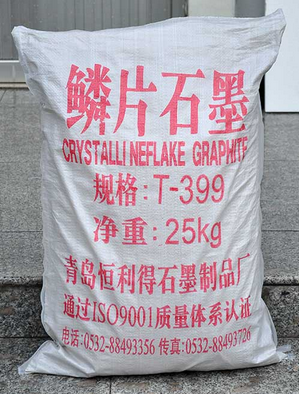 鳞片石墨
CRYSTALLINEFLAKE GRAPHITE
规格:T-399
净重:25kg
青岛恒利得石墨制品厂
通过ISO9001质量体系认证
电话:0532-88493356 传真:0532-88493726